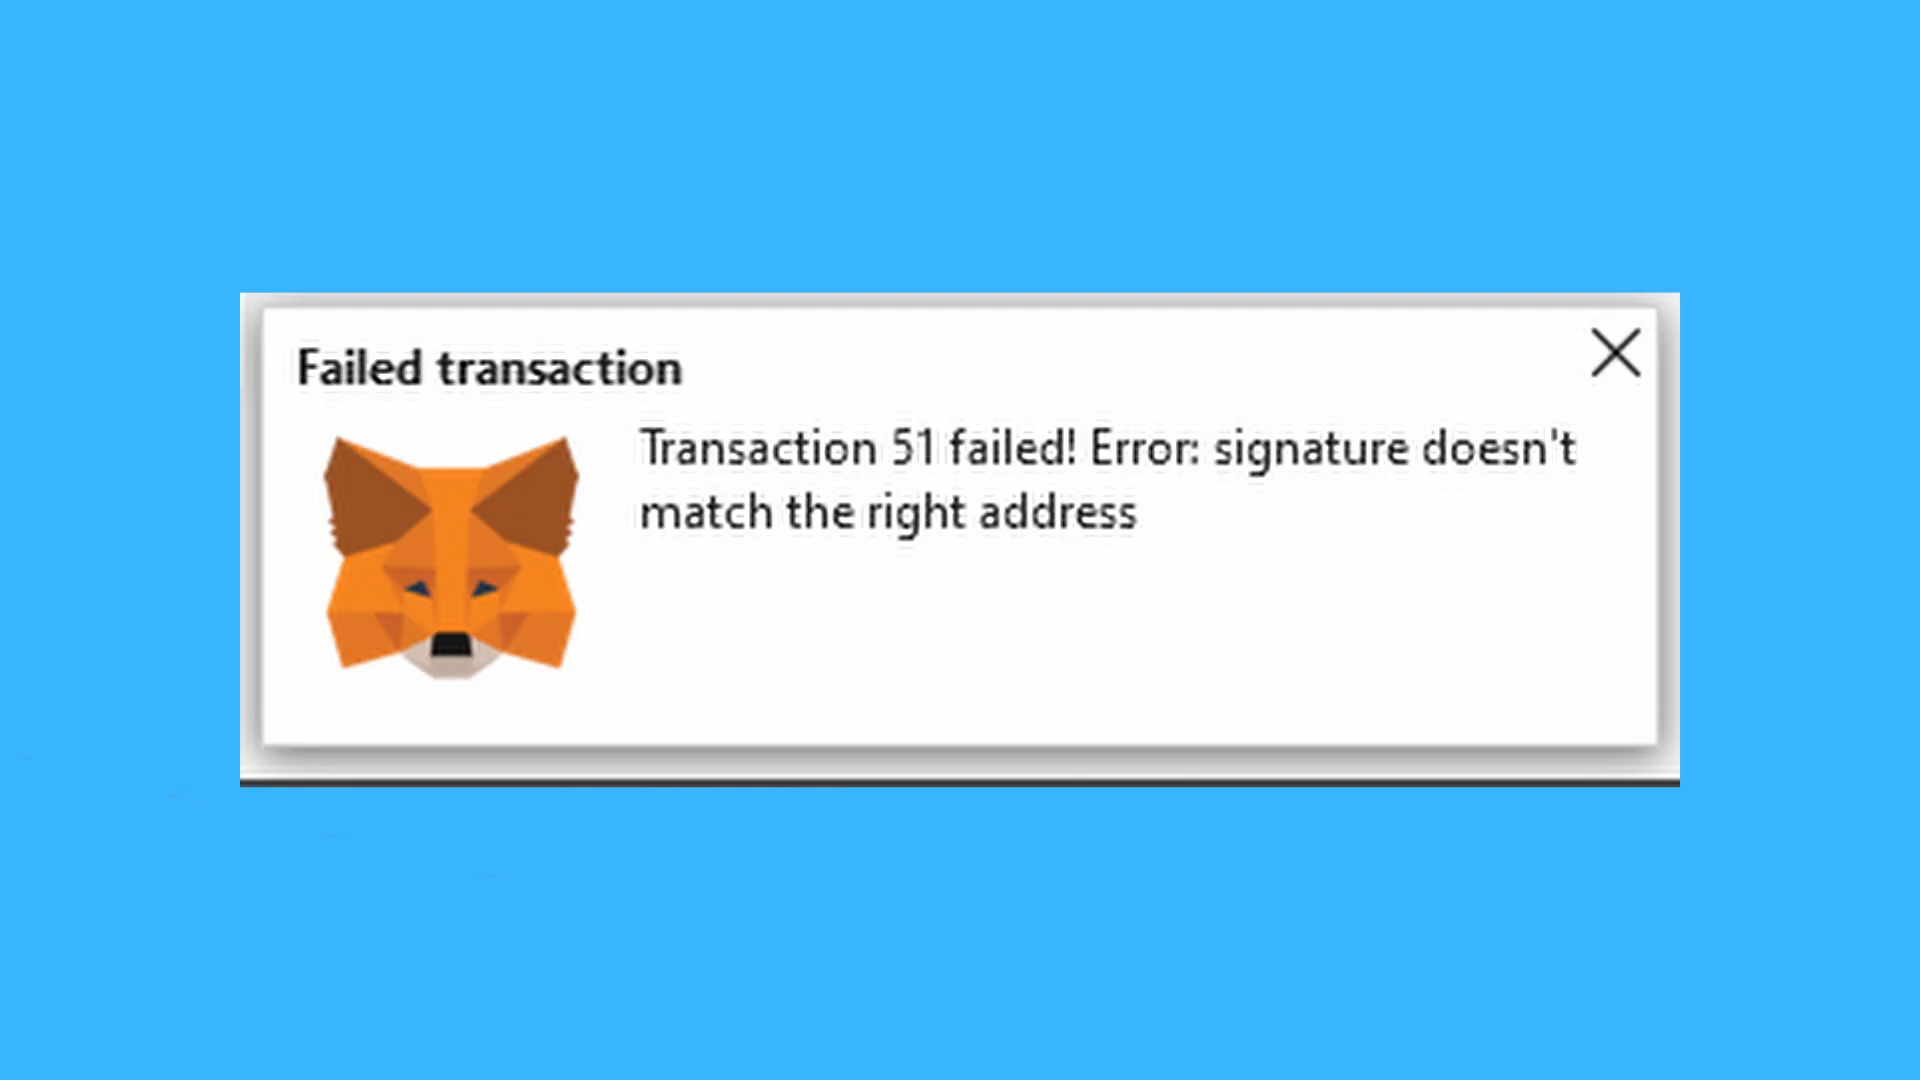 Failed transaction
Transaction 51 failed! Error: signature doesn't
match the right address